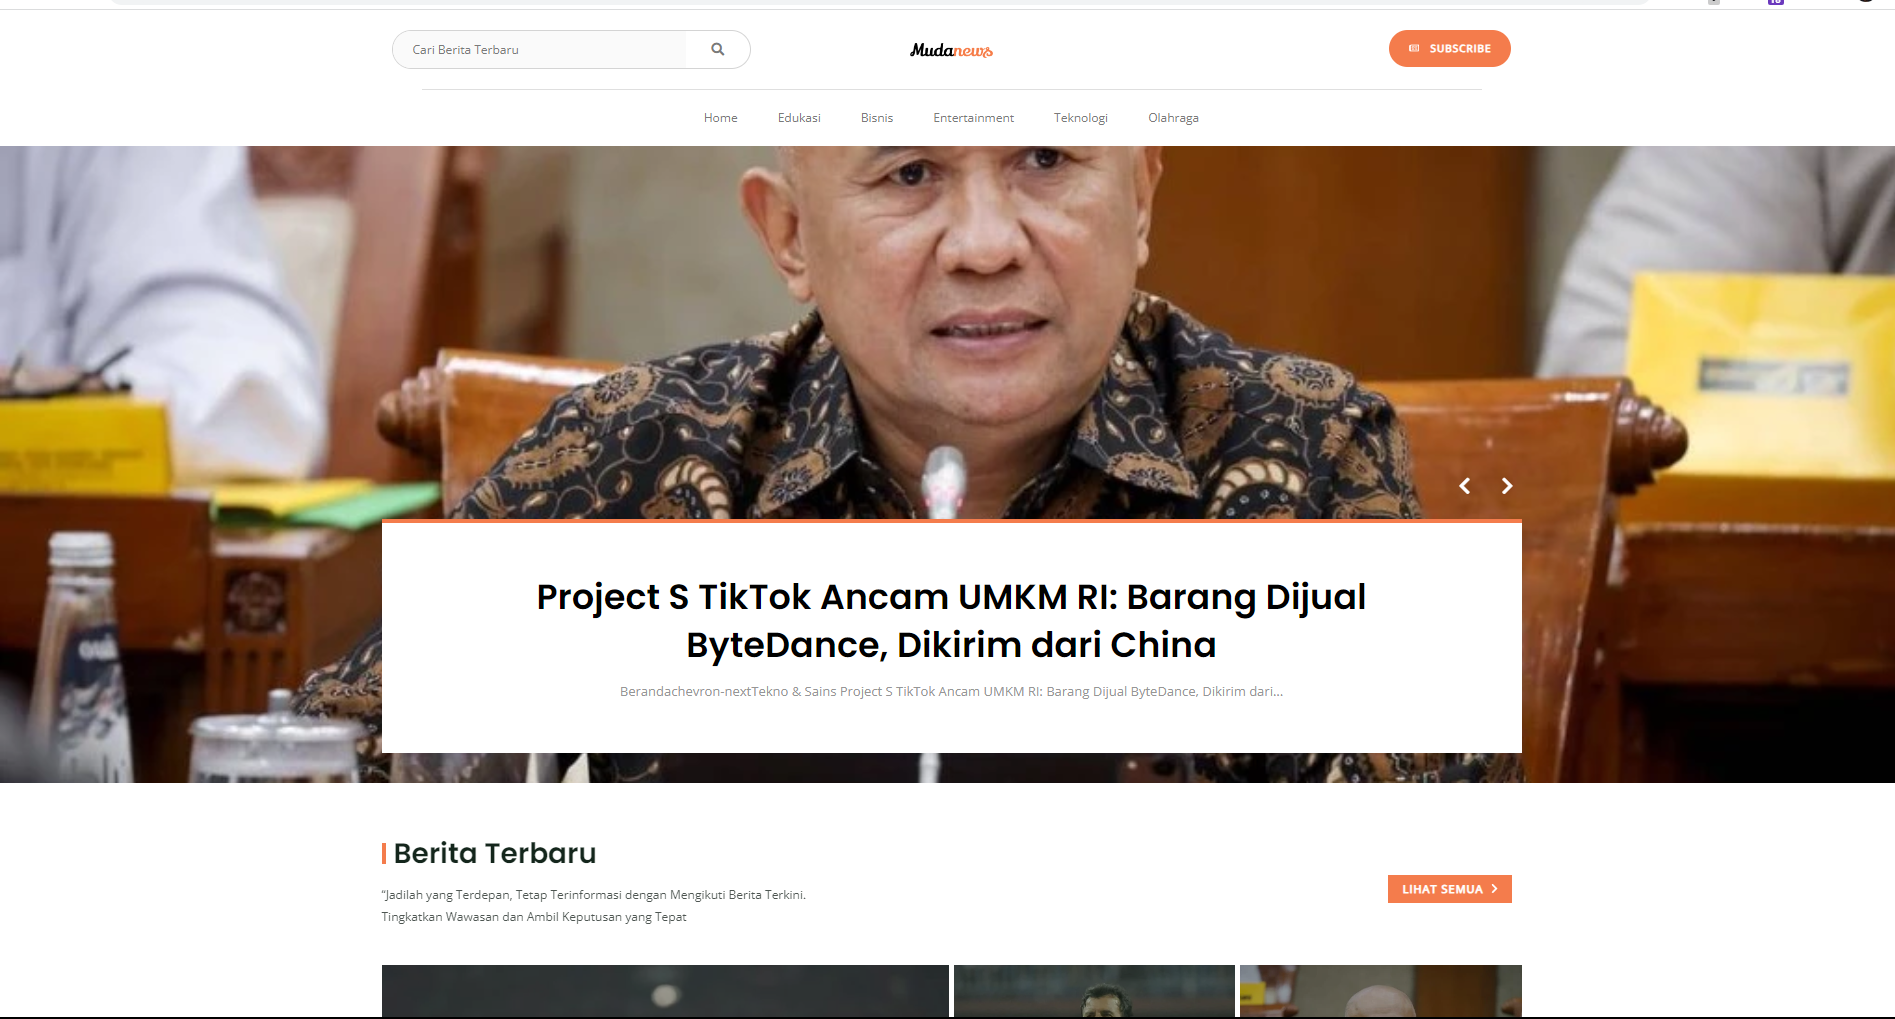 Cari Berita Terbaru
Mudanews
SUBSCRIBE
Home
Edukasi
Bisnis
Entertainment
Teknologi
Olahraga
Project S TikTok Ancam UMKM RI: Barang Dijual
ByteDance, Dikirim dari China
Berandachevron-nextTekno & Sains Project S TikTok Ancam UMKM RI: Barang Dijual ByteDance, Dikirim dari...
Berita Terbaru
“Jadilah yang Terdepan, Tetap Terinformasi dengan Mengikuti Berita Terkini.
Tingkatkan Wawasan dan Ambil Keputusan yang Tepat
LIHAT SEMUA